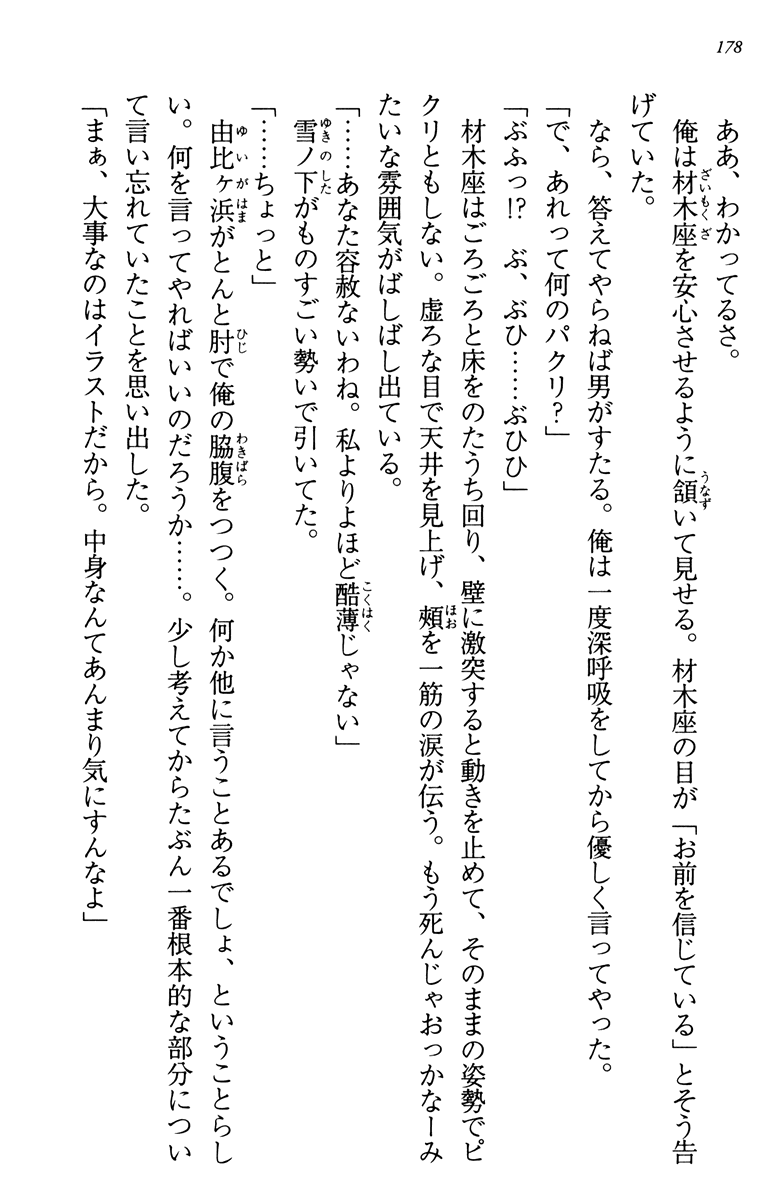 178
ああ、わかってるさ。
俺は材木座を安心させるように頷いて見せる。材木座の目が「お前を信じている」とそう告
げていた。
なら、答えてやらねば男がすたる。俺は一度深呼吸をしてから優しく言ってやった。
「で、あれって何のパクリ？」
「ぶふっ!?　ぶ、ぶひ……ぶひひ」
材木座はごろごろと床をのたうち回り、壁に激突すると動きを止めて、そのままの姿勢でピ
クリともしない。虚ろな目で天井を見上げ、頰を一筋の涙が伝う。もう死んじゃおっかなーみ
たいな雰囲気がばしばし出ている。
「……あなた容赦ないわね。私よりよほど酷薄じゃない」
雪ノ下がものすごい勢いで引いてた。
「……ちょっと」
由比ヶ浜がとんと肘で俺の脇腹をつつく。何か他に言うことあるでしょ、ということらし
い。何を言ってやればいいのだろうか……。少し考えてからたぶん一番根本的な部分につい
て言い忘れていたことを思い出した。
「まぁ、大事なのはイラストだから。中身なんてあんまり気にすんなよ」